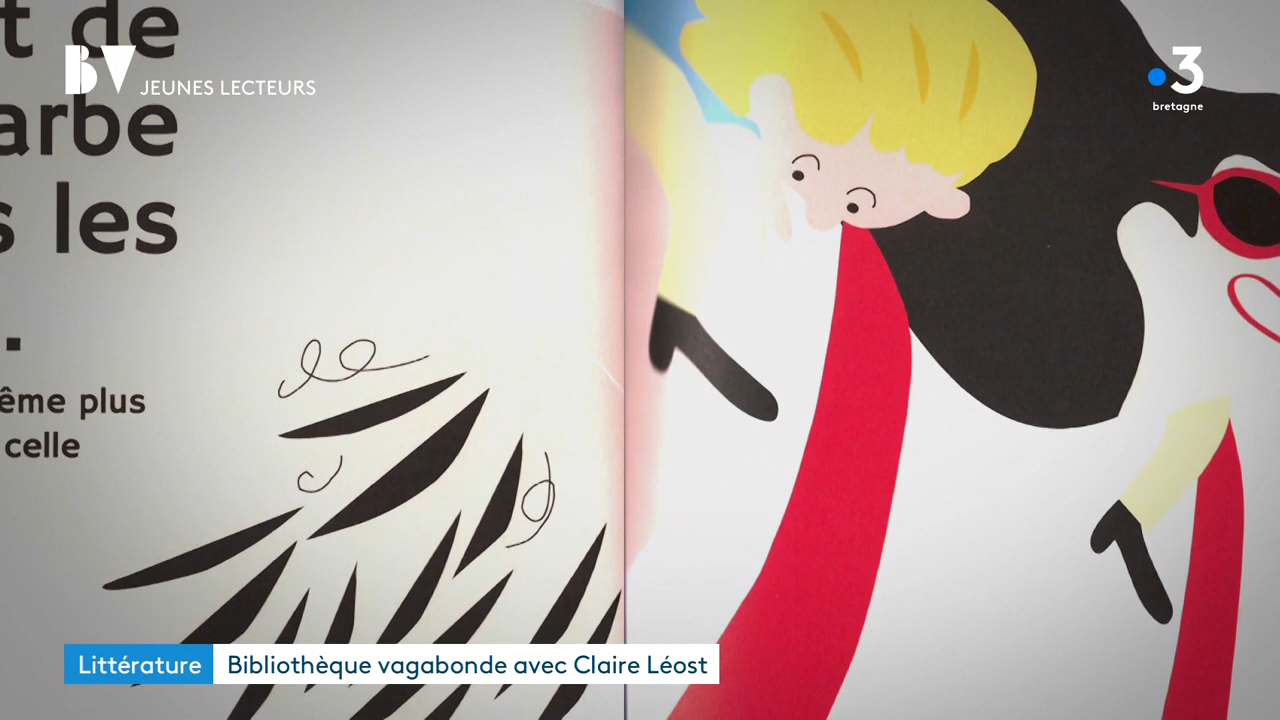 t de
arbe
s les
.
ême plus
celle
BV JEUNES LECTEURS
3
bretagne
Littérature Bibliothèque vagabonde avec Claire Léost